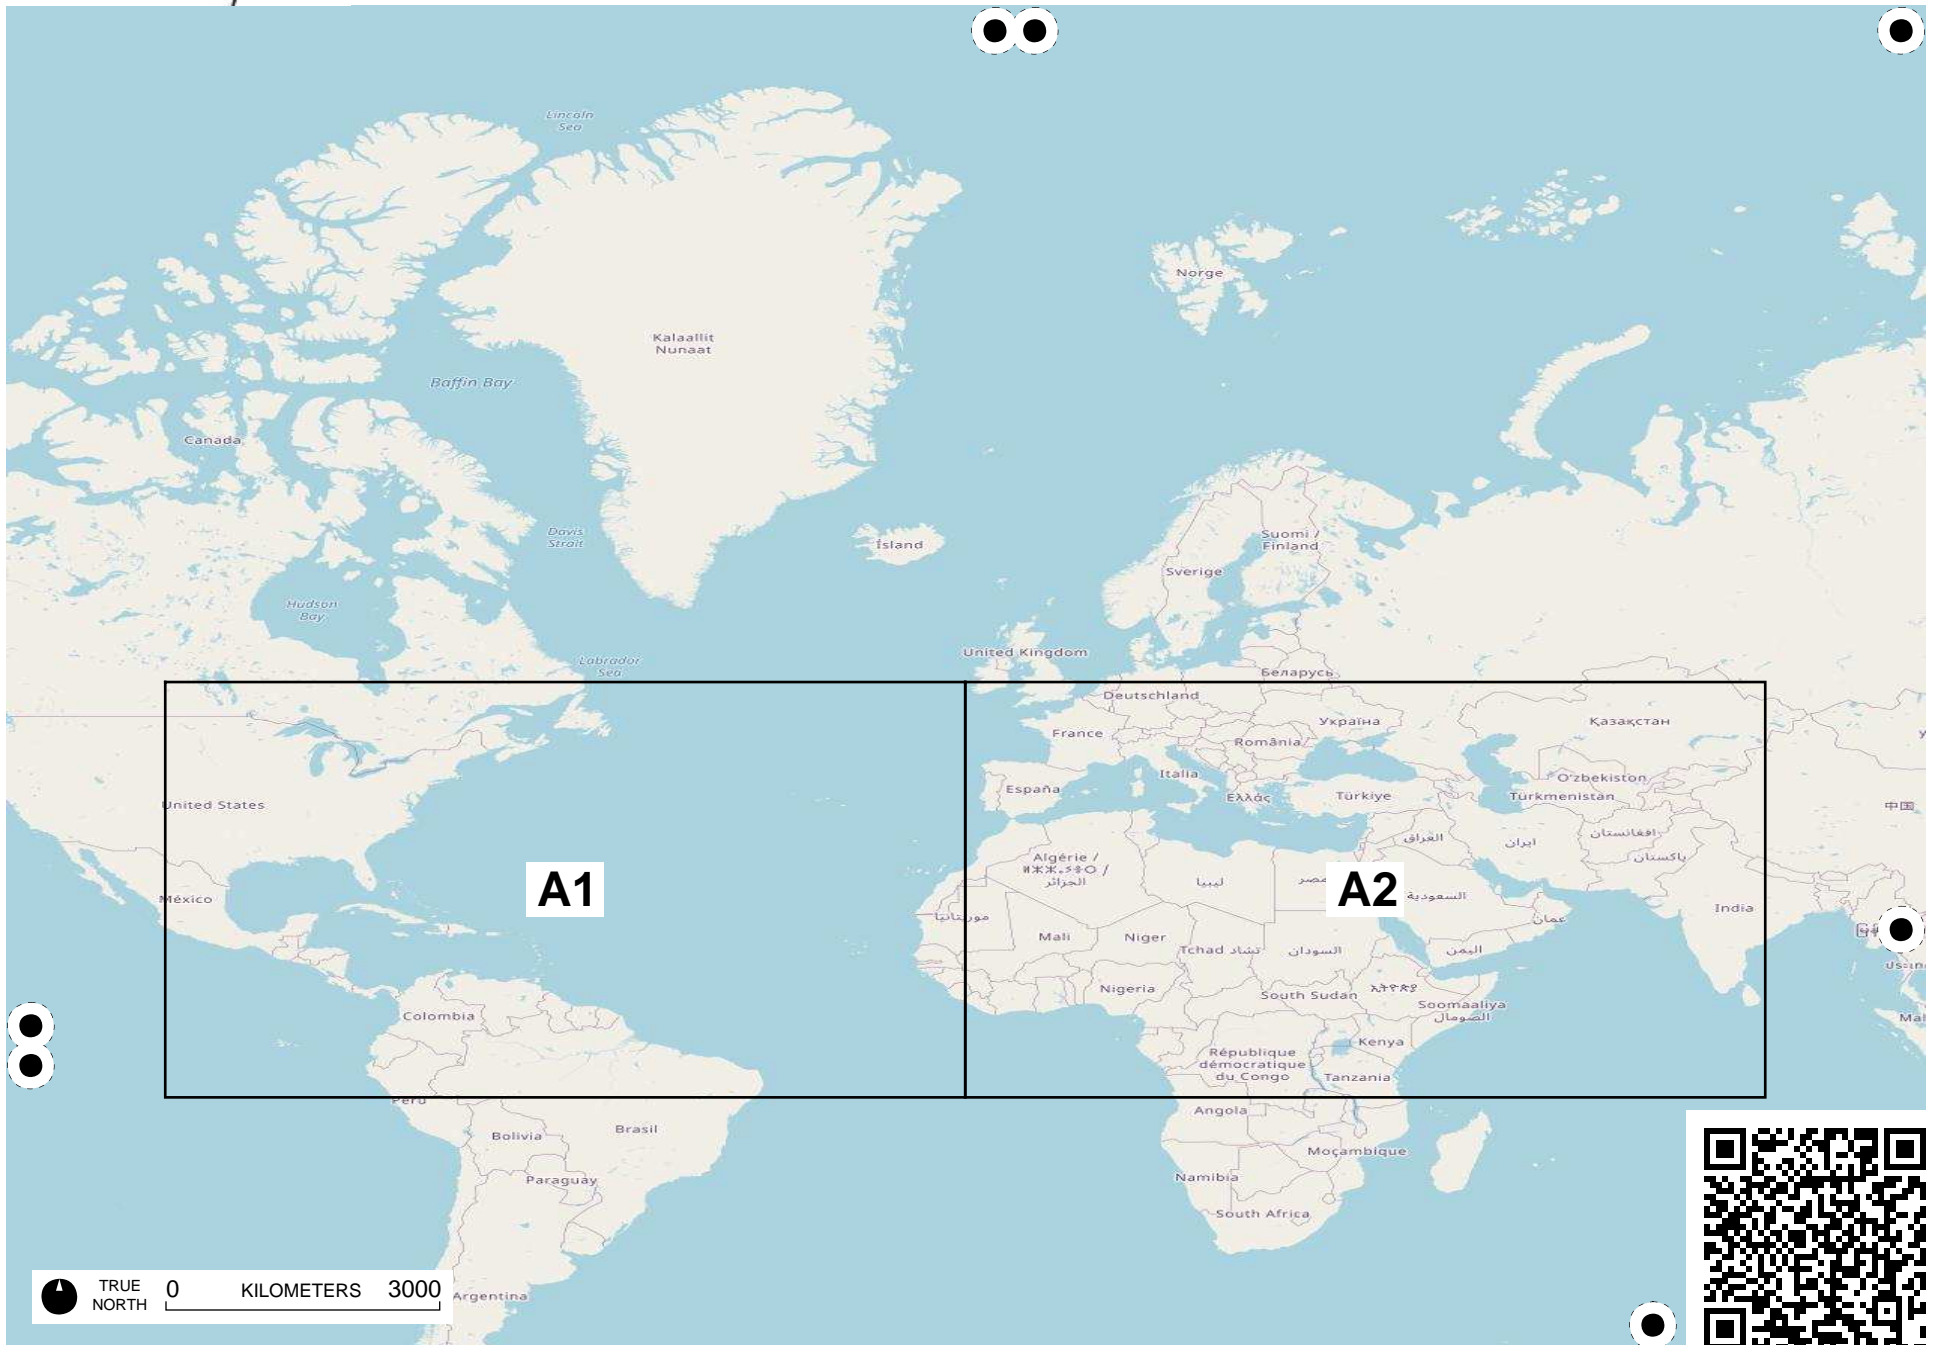 Lincoln
Sea
Norge
Kalaallit
Nunaat
Baffin Bay
Canada
Davis
Strait
Ísland
Suomi /
Finland
Sverige
Hudson
Bay
United Kingdom
Labrador
Sea
Беларусь
Deutschland
Україна
Қазақстан
France
România
Italia
O'zbekiston
España
Ελλάς
Türkiye
Türkmenistan
United States
中国
العراق
ایران
افغانستان
پاکستان
Algérie /
الجزائر
ليبيا
مصر
A1
A2
السعودية
México
India
موريتانيا
عمان
Mali
Niger
Tchad تشاد
السودان
اليمن
Nigeria
South Sudan
ኢትዮጵያ
Soomaaliya
الصومال
Colombia
Kenya
République
démocratique
du Congo
Tanzania
Perú
Angola
Bolivia
Brasil
Moçambique
Paraguay
Namibia
South Africa
TRUE
NORTH
0 KILOMETERS 3000
Argentina